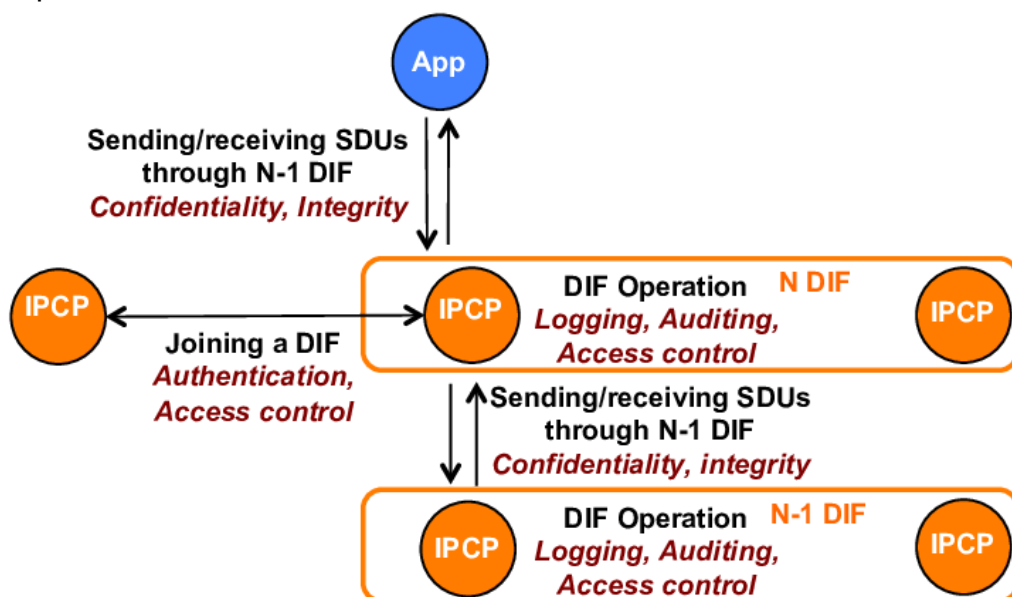 App
Sending/receiving SDUs
through N-1 DIF
Confidentiality, Integrity
IPCP
IPCP
DIF Operation
N DIF
Logging, Auditing,
Access control
IPCP
Joining a DIF
Authentication,
Access control
Sending/receiving SDUs
through N-1 DIF
Confidentiality, integrity
IPCP
DIF Operation
N-1 DIF
Logging, Auditing,
Access control
IPCP